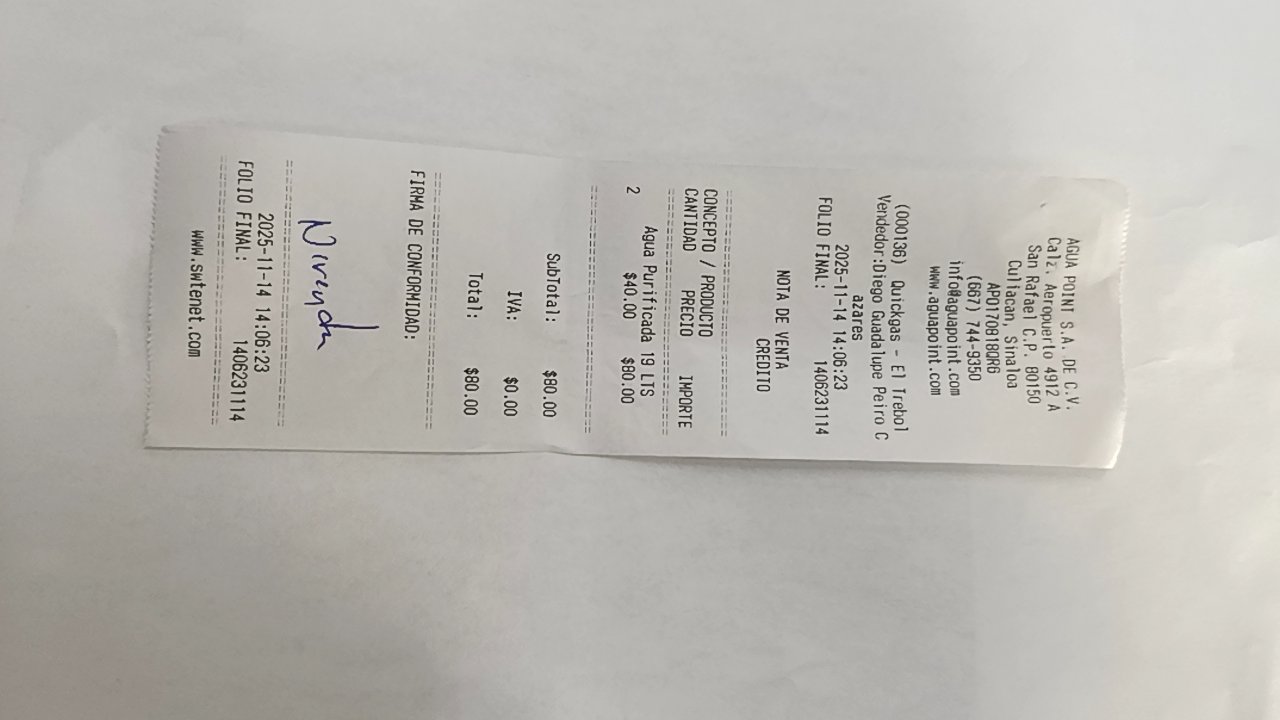 AGUA POINT S.A. DE C.V.
Calz. Aeropuerto 4912 A
San Rafael C.P. 80150
Culiacan, Sinaloa
APO170818QR6
(667) 744-9350
info@aguapoint.com
www.aguapoint.com
(000136) Quickgas - El Trebol
Vendedor:Diego Guadalupe Peiro C
azares
2025-11-14 14:06:23
FOLIO FINAL: 1406231114
NOTA DE VENTA
CREDITO
CONCEPTO / PRODUCTO
CANTIDAD PRECIO IMPORTE
Agua Purificada 19 LTS
2 $40.00 $80.00
SubTotal: $80.00
IVA: $0.00
Total: $80.00
FIRMA DE CONFORMIDAD:
2025-11-14 14:06:23
FOLIO FINAL: 1406231114
www.swtenet.com